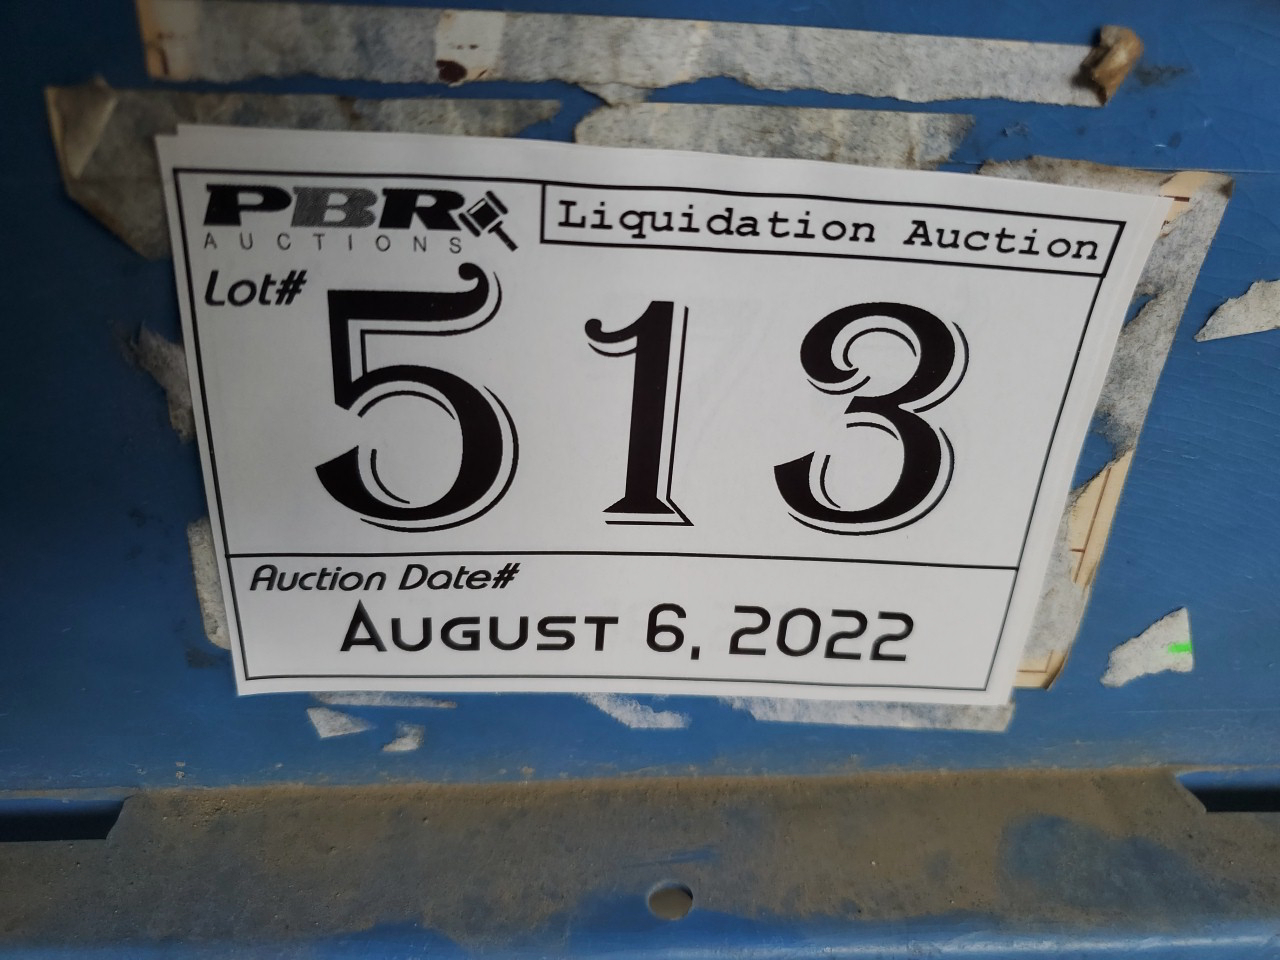 PBR
AUCTIONS
Liquidation Auction
Lot#
513
Auction Date#
August 6, 2022